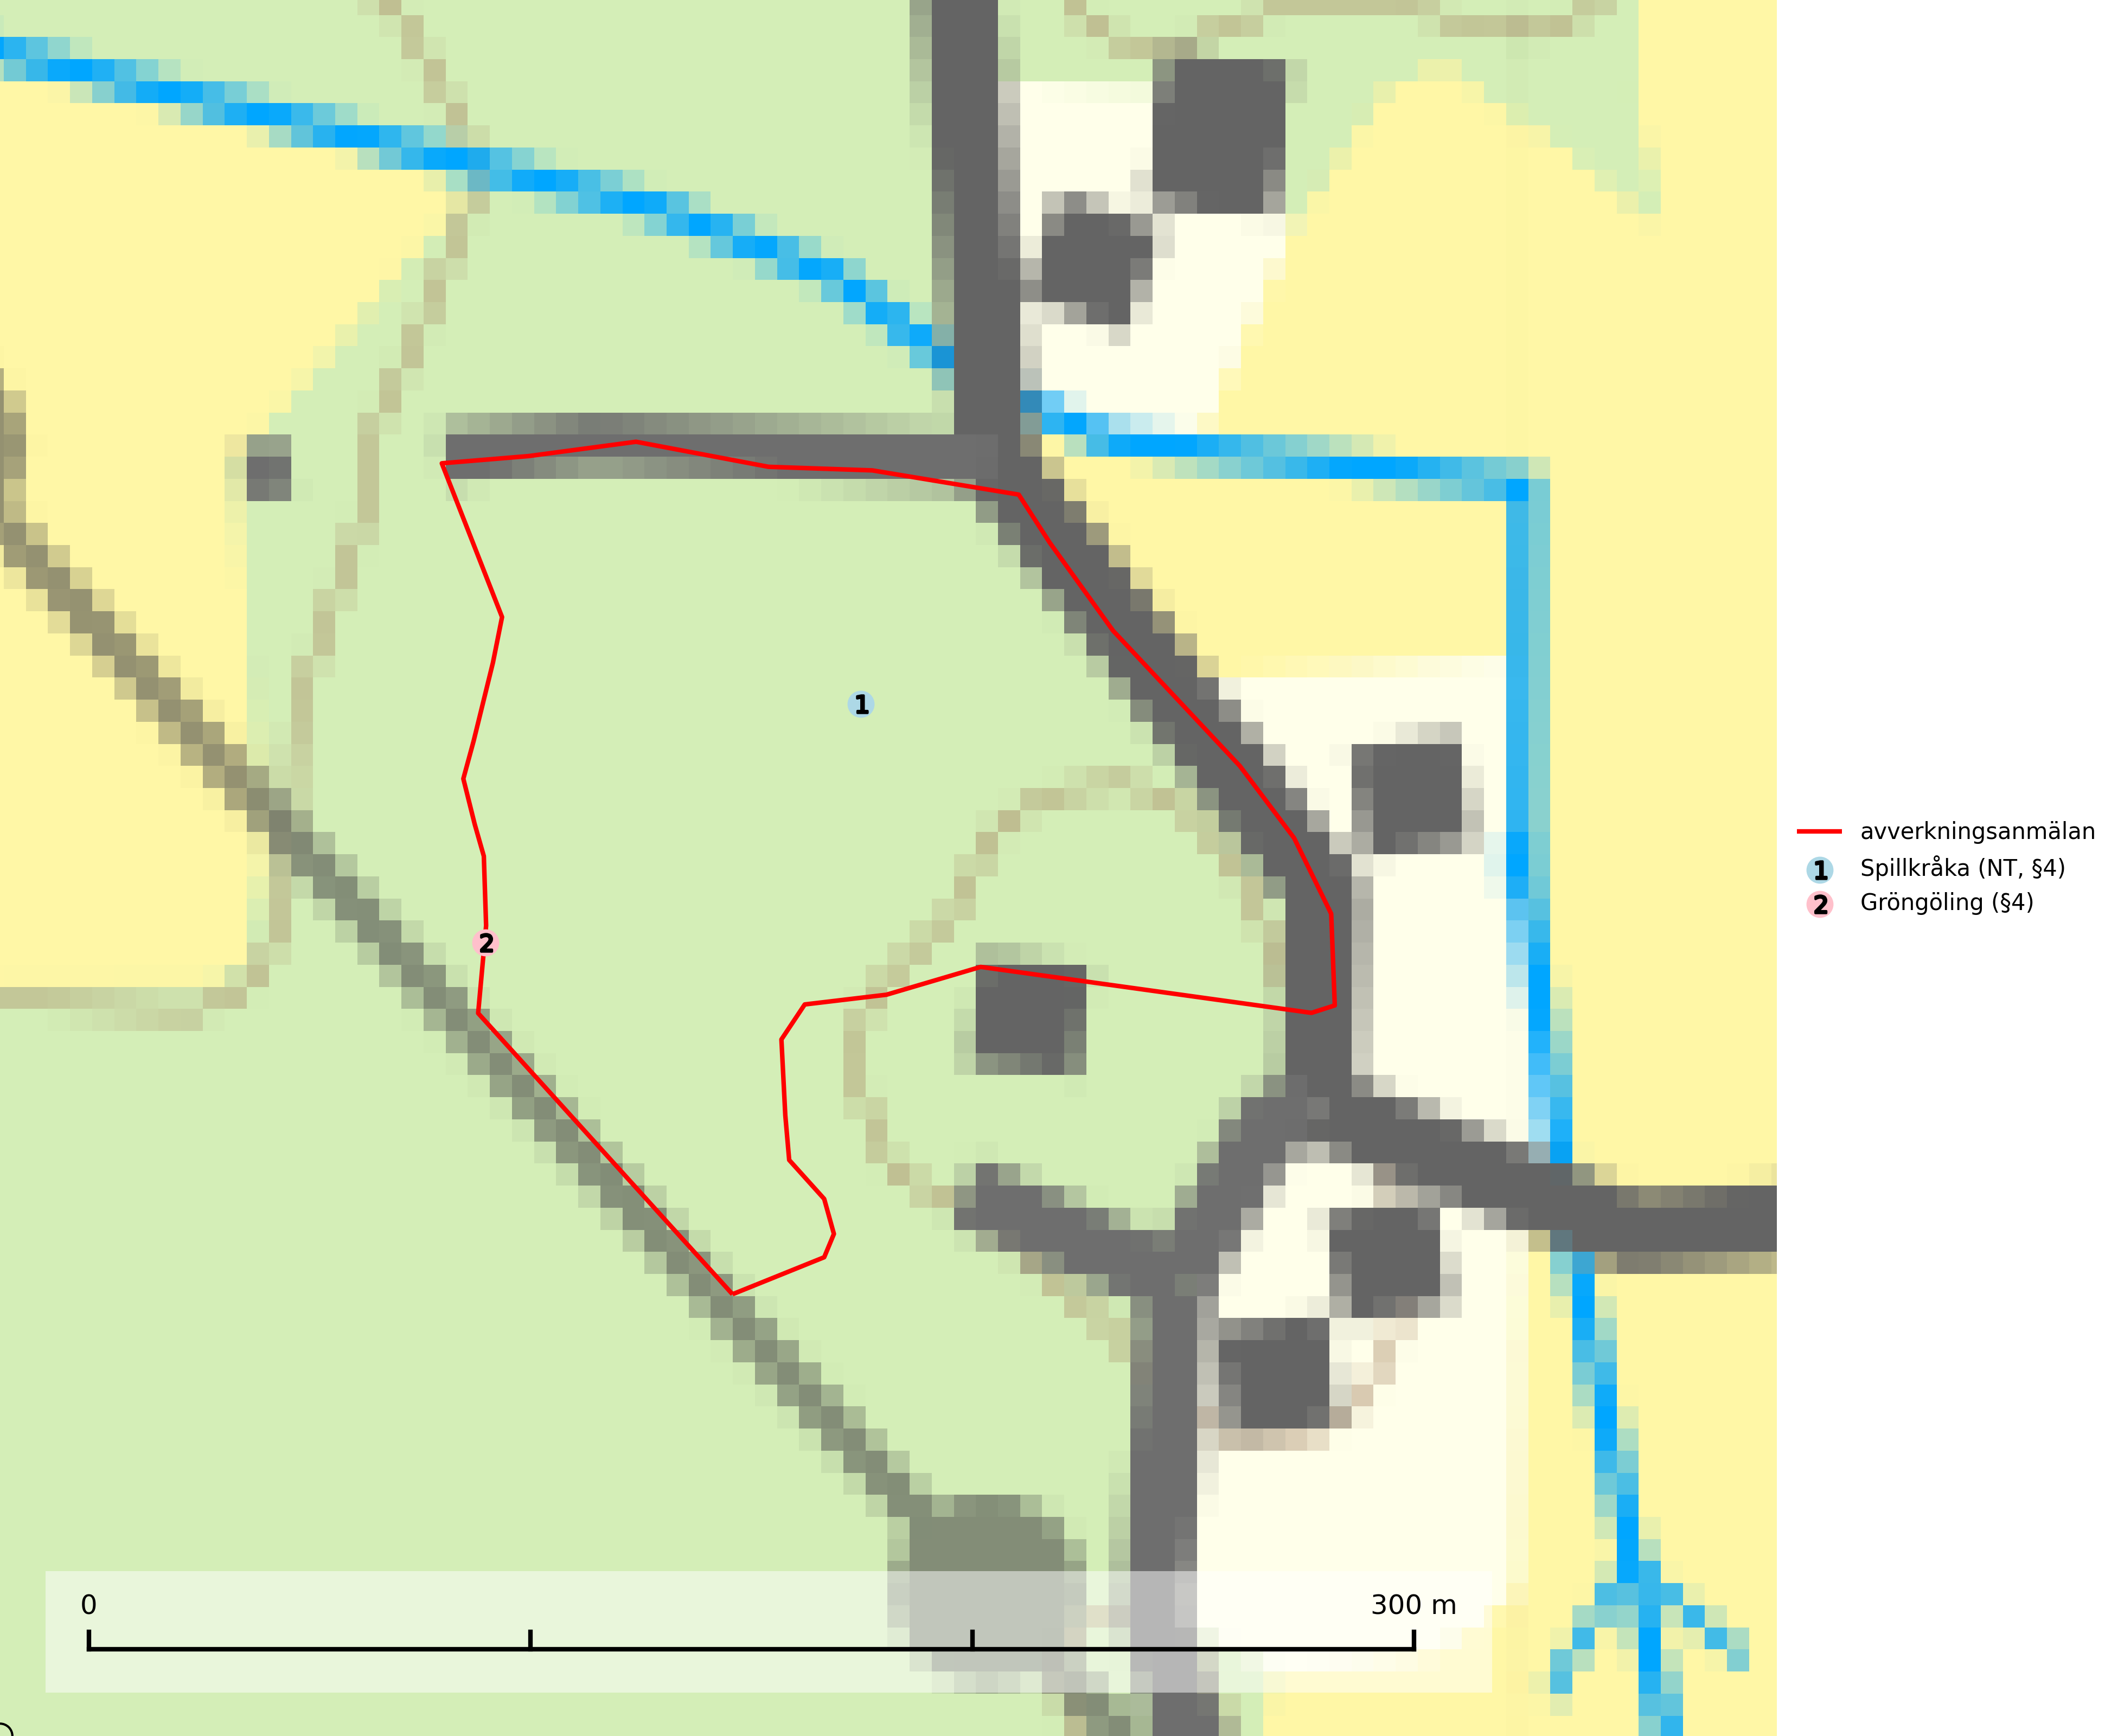 1
2
avverkningsanmälan
1 Spillkråka (NT, §4)
2 Gröngöling (§4)
0 300 m